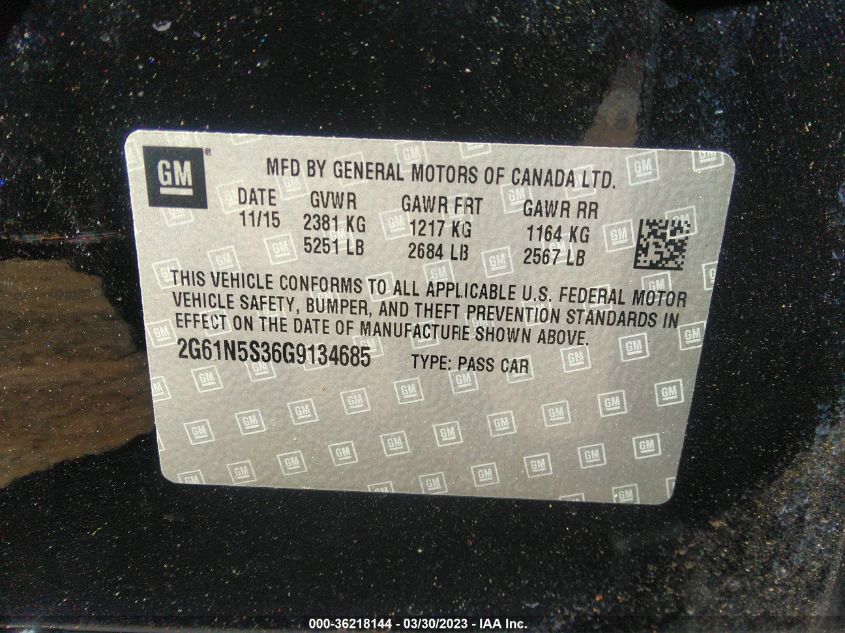 GM
MFD BY GENERAL MOTORS OF CANADA LTD.
DATE GVWR GAWR FRT GAWR RR
11/15 2381 KG 1217 KG 1164 KG
5251 LB 2684 LB 2567 LB
THIS VEHICLE CONFORMS TO ALL APPLICABLE U.S. FEDERAL MOTOR
VEHICLE SAFETY, BUMPER, AND THEFT PREVENTION STANDARDS IN
EFFECT ON THE DATE OF MANUFACTURE SHOWN ABOVE.
2G61N5S36G9134685 TYPE: PASS CAR
000-36218144 - 03/30/2023 - IAA Inc.